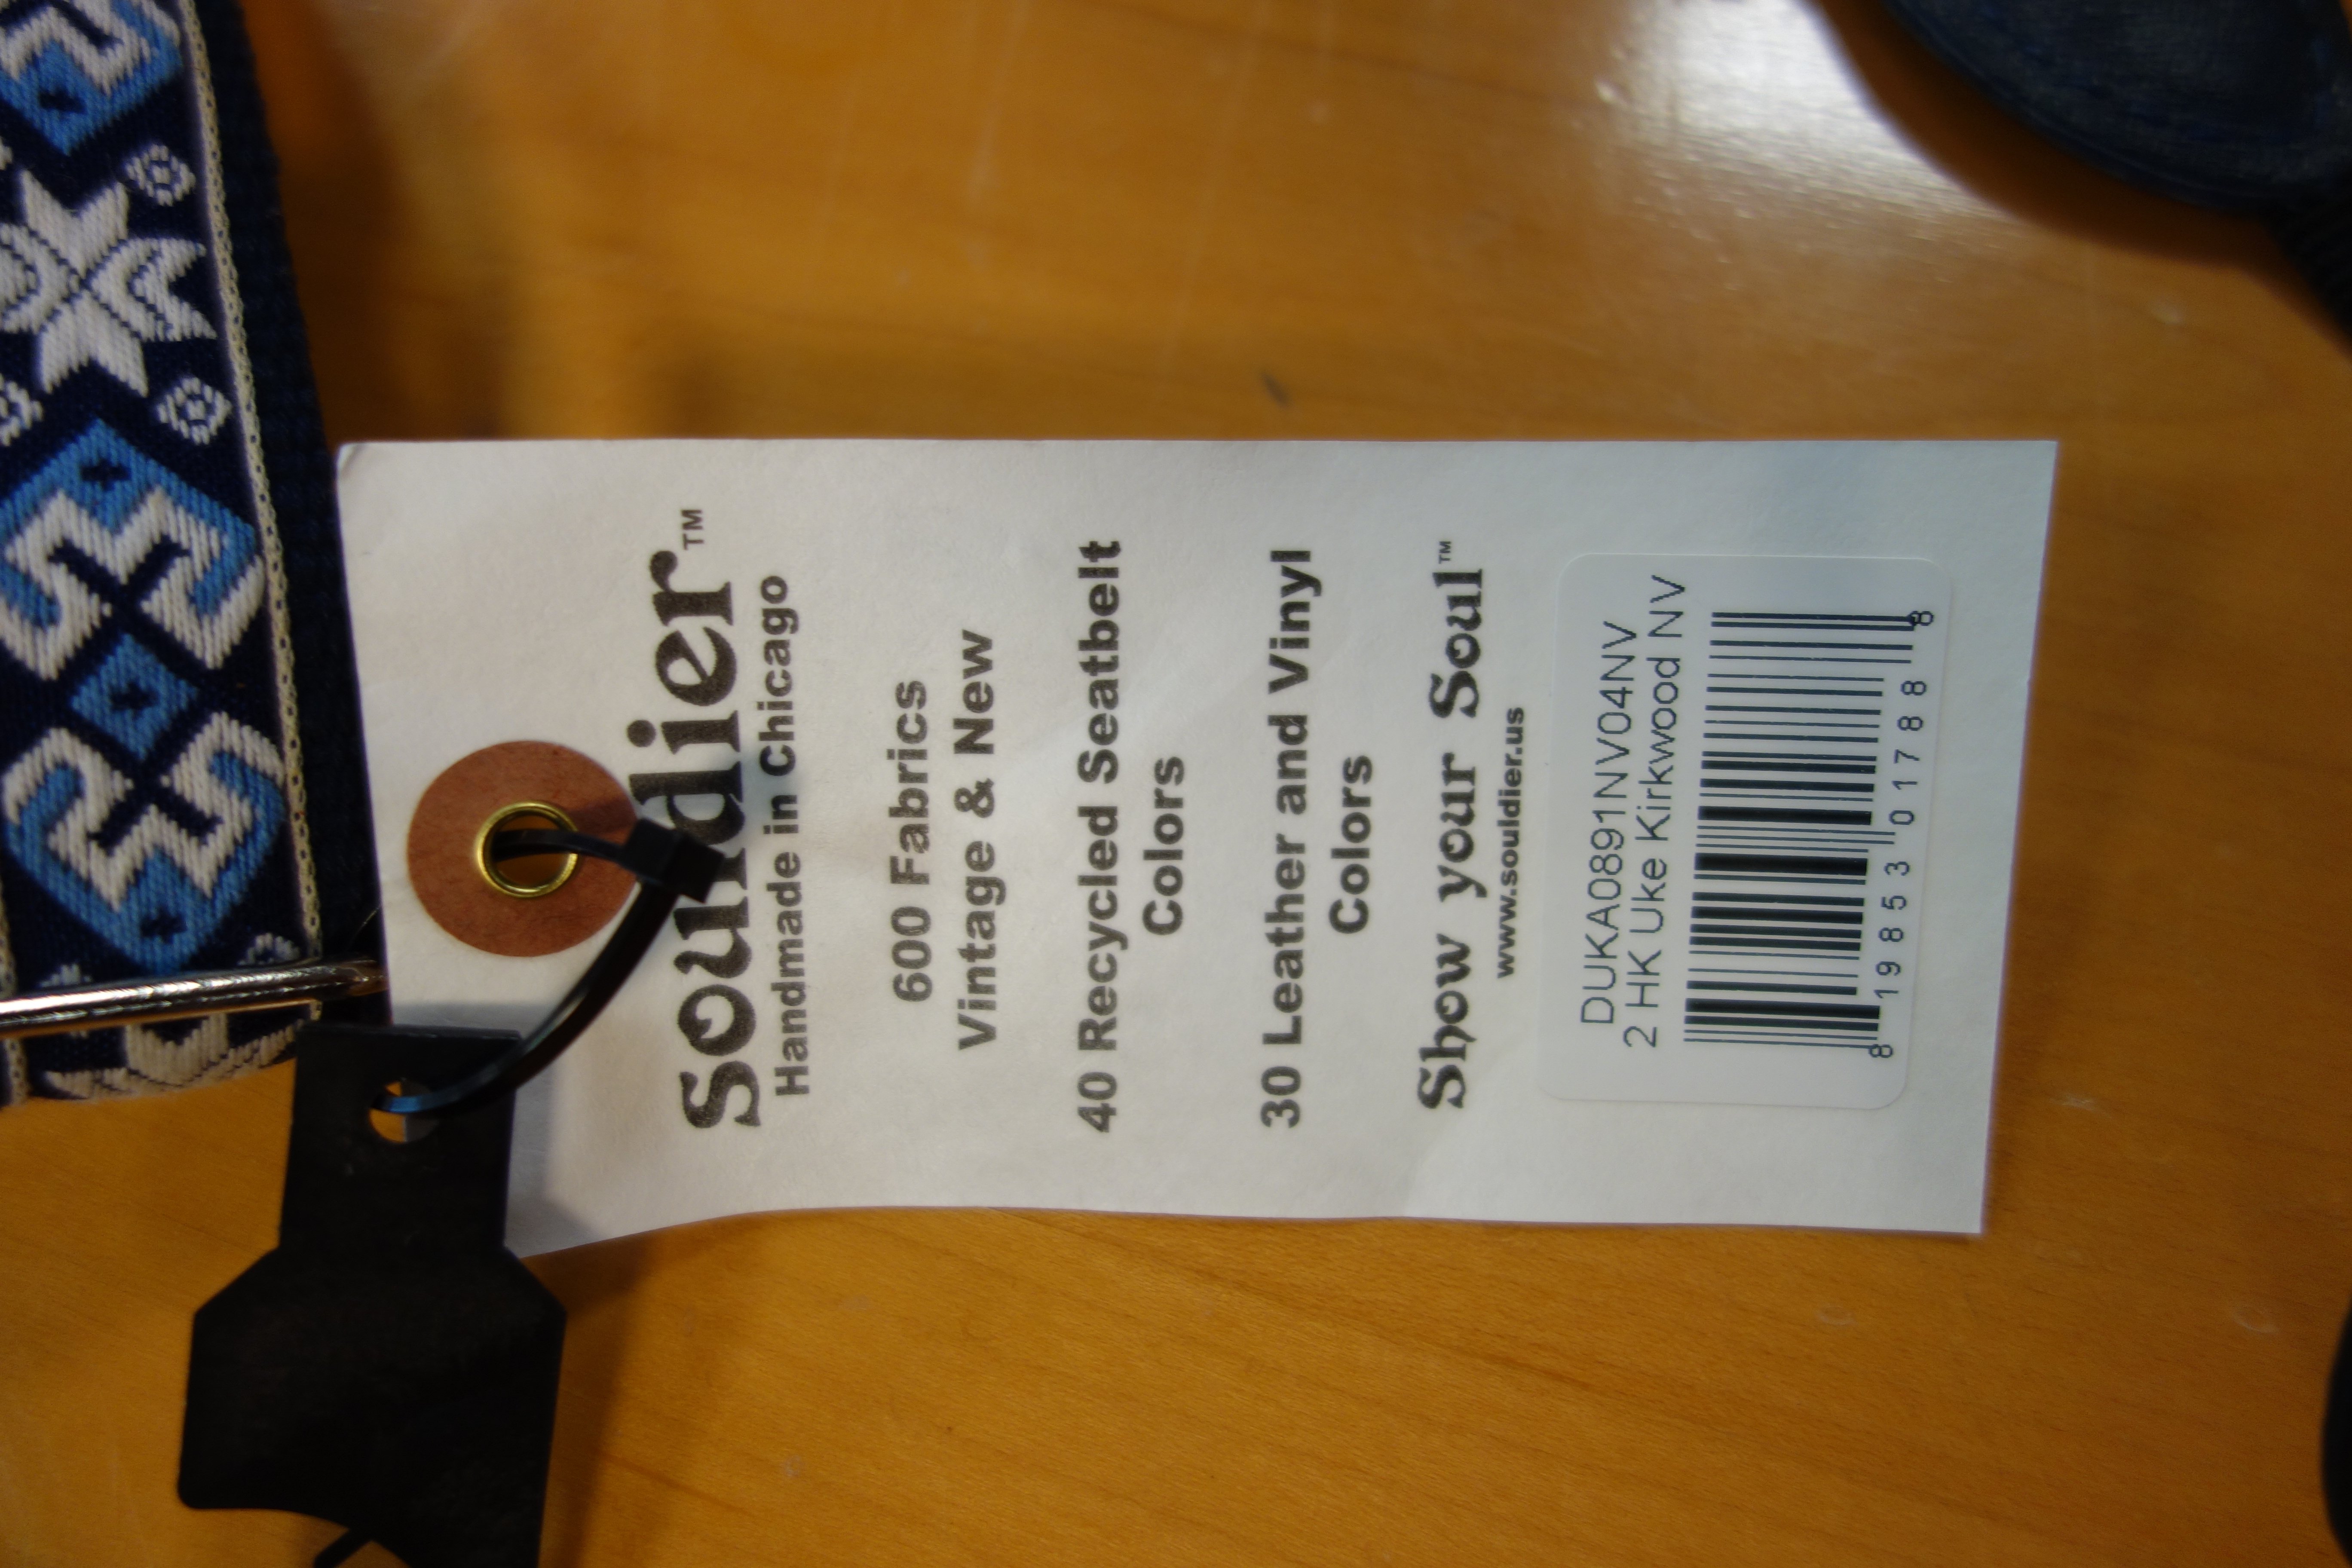 Souldier™
Handmade in Chicago
600 Fabrics
Vintage & New
40 Recycled Seatbelt
Colors
30 Leather and Vinyl
Colors
Show your Soul™
www.souldier.us
DUKA0891NV04NV
2 HK Uke Kirkwood NV
8 19853 01788 8